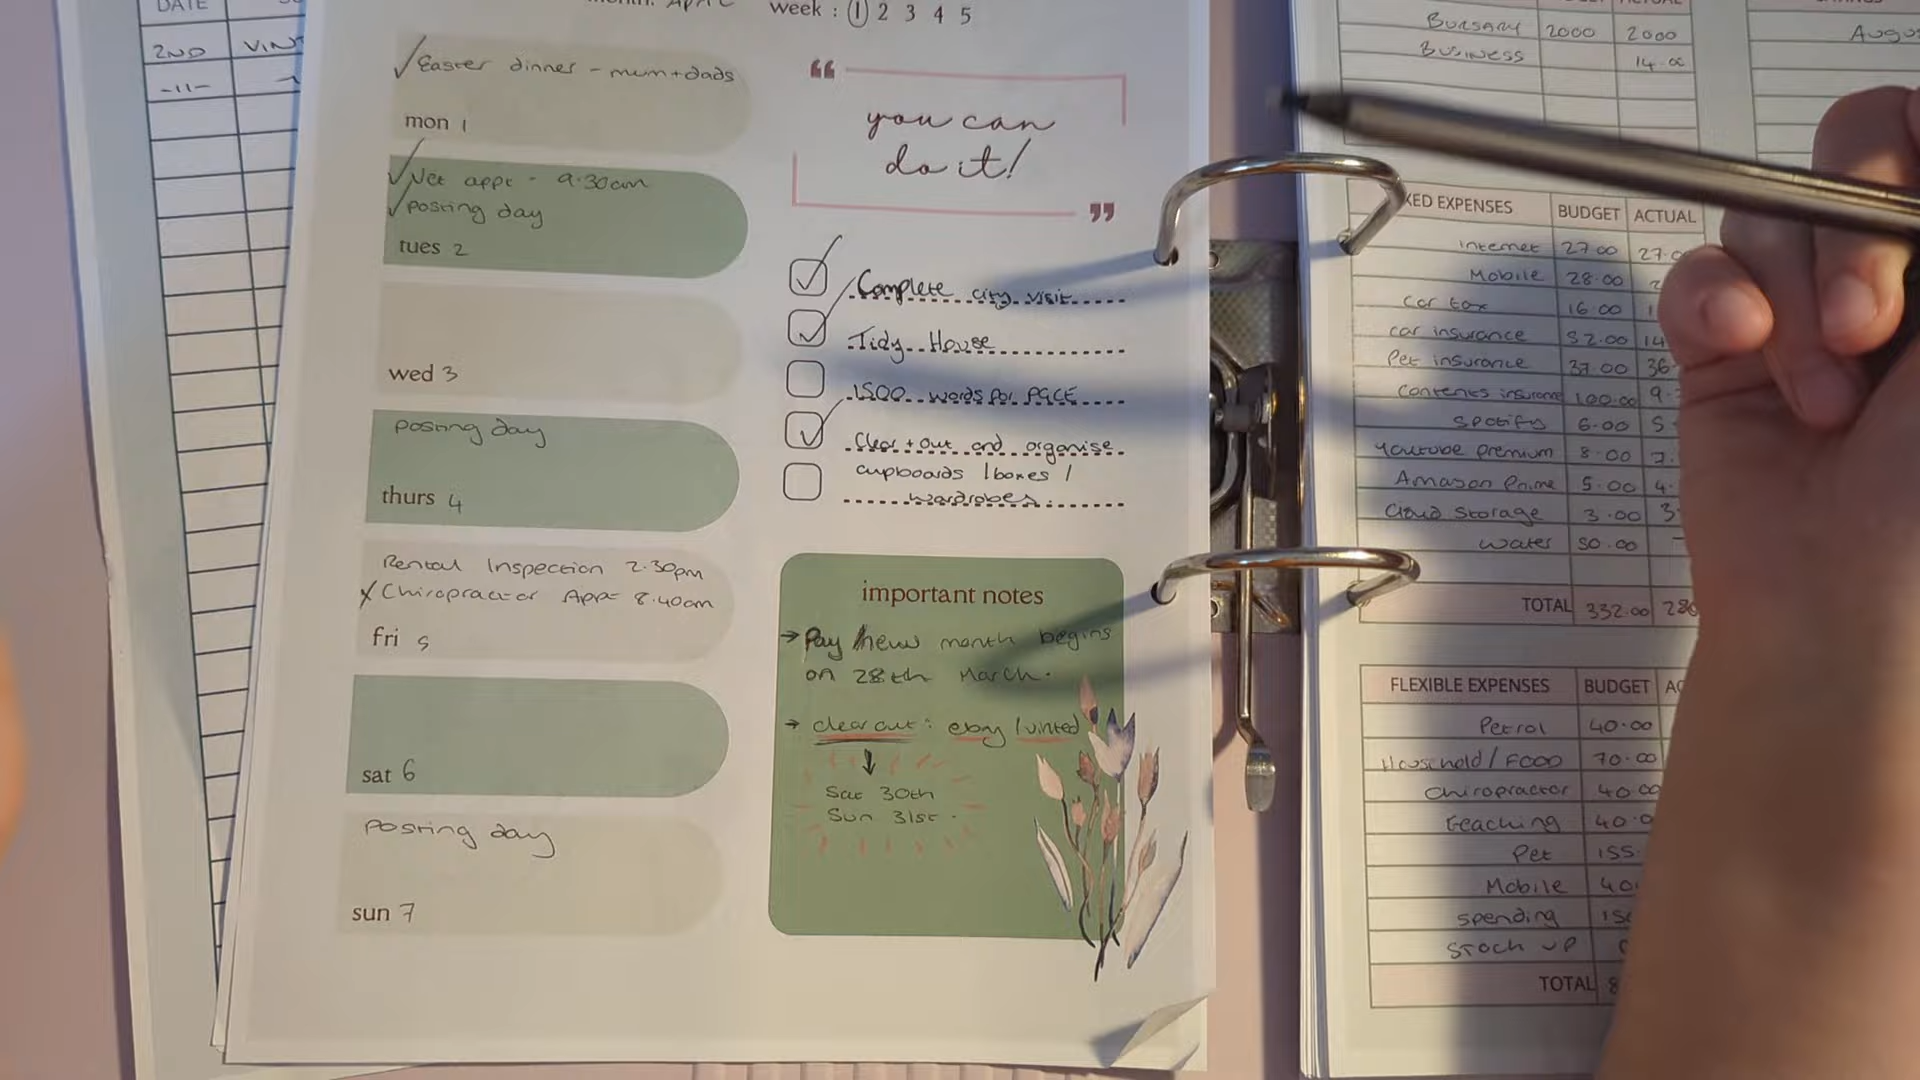 DATE
2ND
-11-
month: April
week : 1 2 3 4 5
Easter dinner - mum + dads
mon 1
Vet appt - 9.30am
posting day
tues 2
wed 3
posting day
thurs 4
Rental Inspection 2.30pm
Chiropractor Appt 8.40am
fri 5
sat 6
posting day
sun 7
“
you can
do it!
”
Complete city visit
Tidy House
1500 words for PGCE
Clear + out and organise
cupboards / boxes /
wardrobes.
important notes
→ Pay / new month begins
on 28th March.
→ clear out: ebay / vinted
Sat 30th
Sun 31st.
BURSARY 2000 2000
BUSINESS 14.00
EXPENSES BUDGET ACTUAL
internet 27.00
Mobile 28.00
car tax 16.00
car insurance 52.00
Pet insurance 37.00
contents insurance 100.00
Spotify 6.00
Youtube premium 8.00
Amazon Prime 5.00
Cloud Storage 3.00
water 50.00
TOTAL 332.00
FLEXIBLE EXPENSES BUDGET
Petrol 40.00
Household / FOOD 70.00
chiropractor 40.00
teaching
Pet
Mobile
spending
STOCK UP
TOTAL